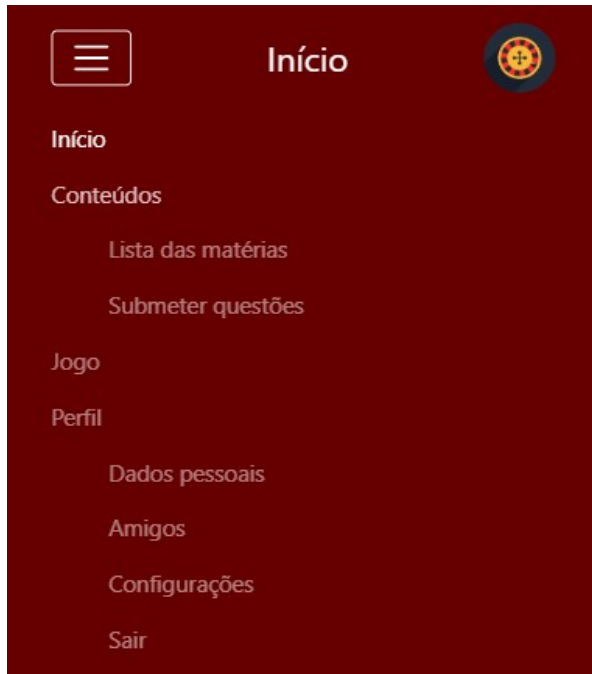 Início
Início
Conteúdos
Lista das matérias
Submeter questões
Jogo
Perfil
Dados pessoais
Amigos
Configurações
Sair